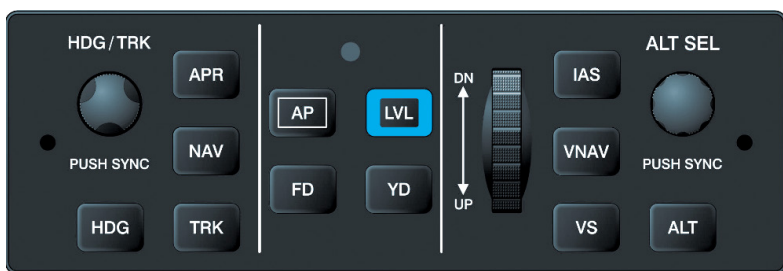 HDG / TRK
APR
NAV
PUSH SYNC
HDG
TRK
AP
LVL
FD
YD
DN
UP
IAS
VNAV
VS
ALT SEL
PUSH SYNC
ALT